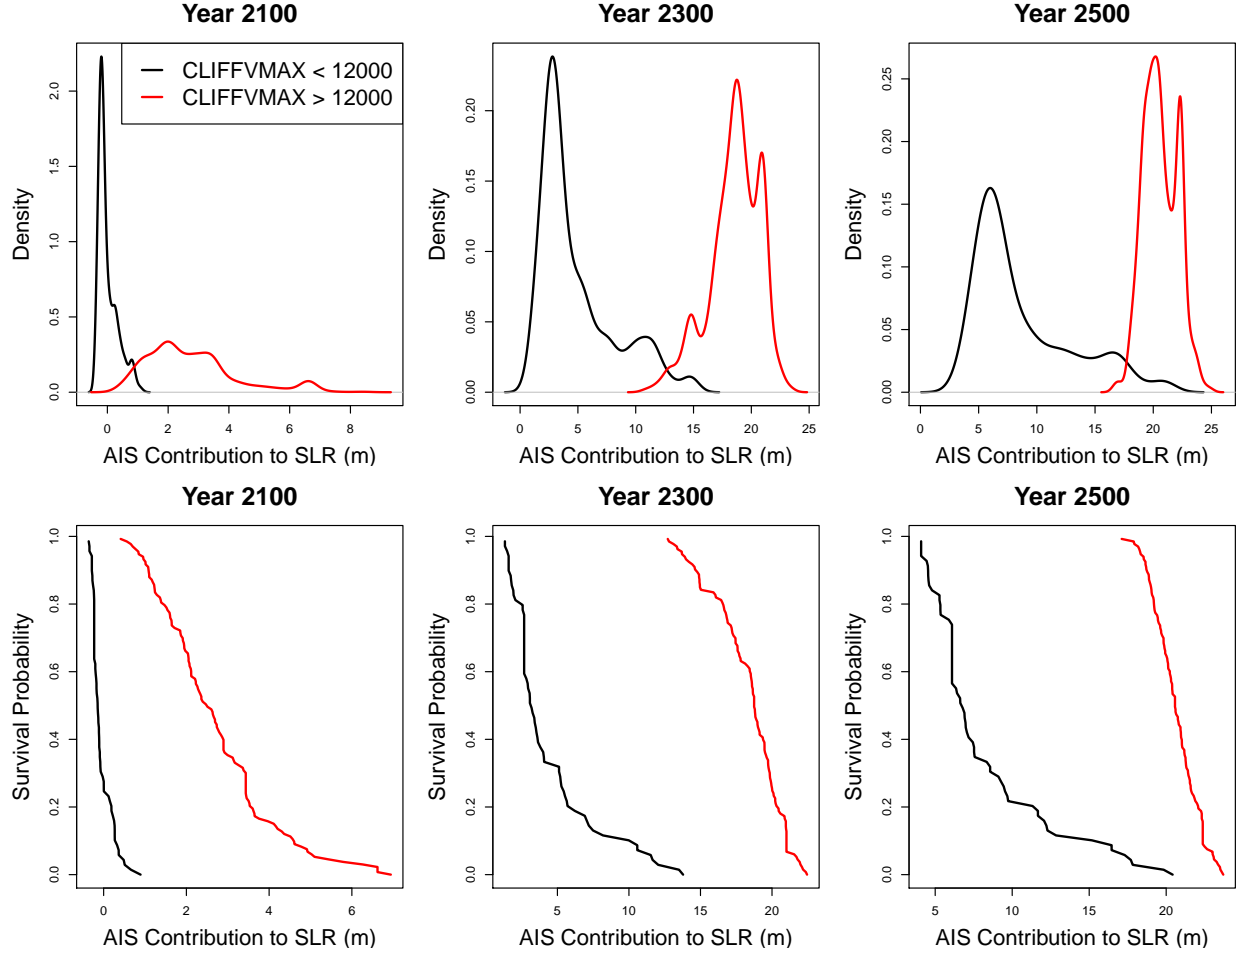 Year 2100
Year 2300
Year 2500
CLIFFVMAX < 12000
CLIFFVMAX > 12000
Density
0.0 0.5 1.0 1.5 2.0
0 2 4 6 8
AIS Contribution to SLR (m)
Density
0.00 0.05 0.10 0.15 0.20
0 5 10 15 20 25
AIS Contribution to SLR (m)
Density
0.00 0.05 0.10 0.15 0.20 0.25
0 5 10 15 20 25
AIS Contribution to SLR (m)
Year 2100
Year 2300
Year 2500
Survival Probability
0.0 0.2 0.4 0.6 0.8 1.0
0 2 4 6
AIS Contribution to SLR (m)
Survival Probability
0.0 0.2 0.4 0.6 0.8 1.0
5 10 15 20
AIS Contribution to SLR (m)
Survival Probability
0.0 0.2 0.4 0.6 0.8 1.0
5 10 15 20
AIS Contribution to SLR (m)